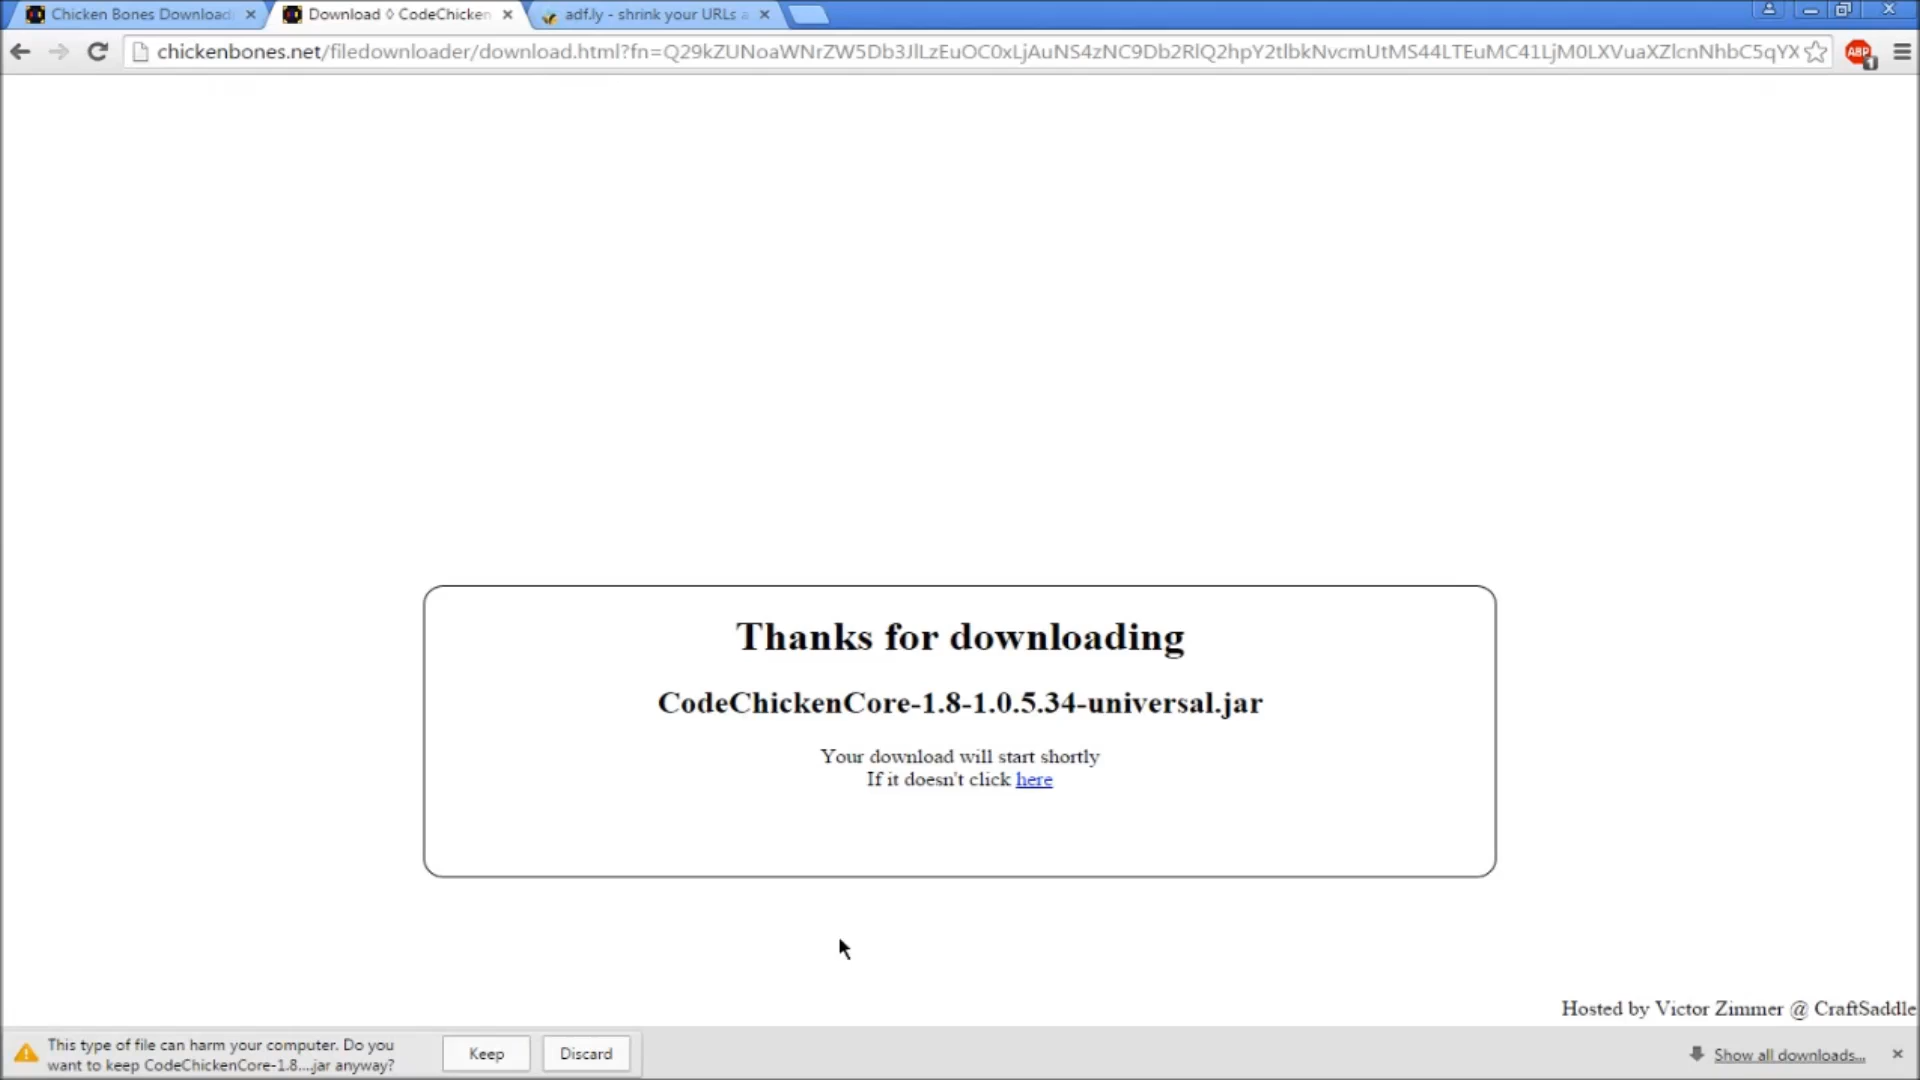 Chicken Bones Download
Download ◊ CodeChicken
adf.ly - shrink your URLs a
chickenbones.net/filedownloader/download.html?fn=Q29kZUNoaWNrZW5Db3JlLzEuOC0xLjAuNS4zNC9Db2RlQ2hpY2tlbkNvcmUtMS44LTEuMC41LjM0LXVuaXZlcnNhbC5qYX
ABP
1
Thanks for downloading
CodeChickenCore-1.8-1.0.5.34-universal.jar
Your download will start shortly
If it doesn't click here
Hosted by Victor Zimmer @ CraftSaddle
This type of file can harm your computer. Do you
want to keep CodeChickenCore-1.8....jar anyway?
Keep
Discard
Show all downloads...